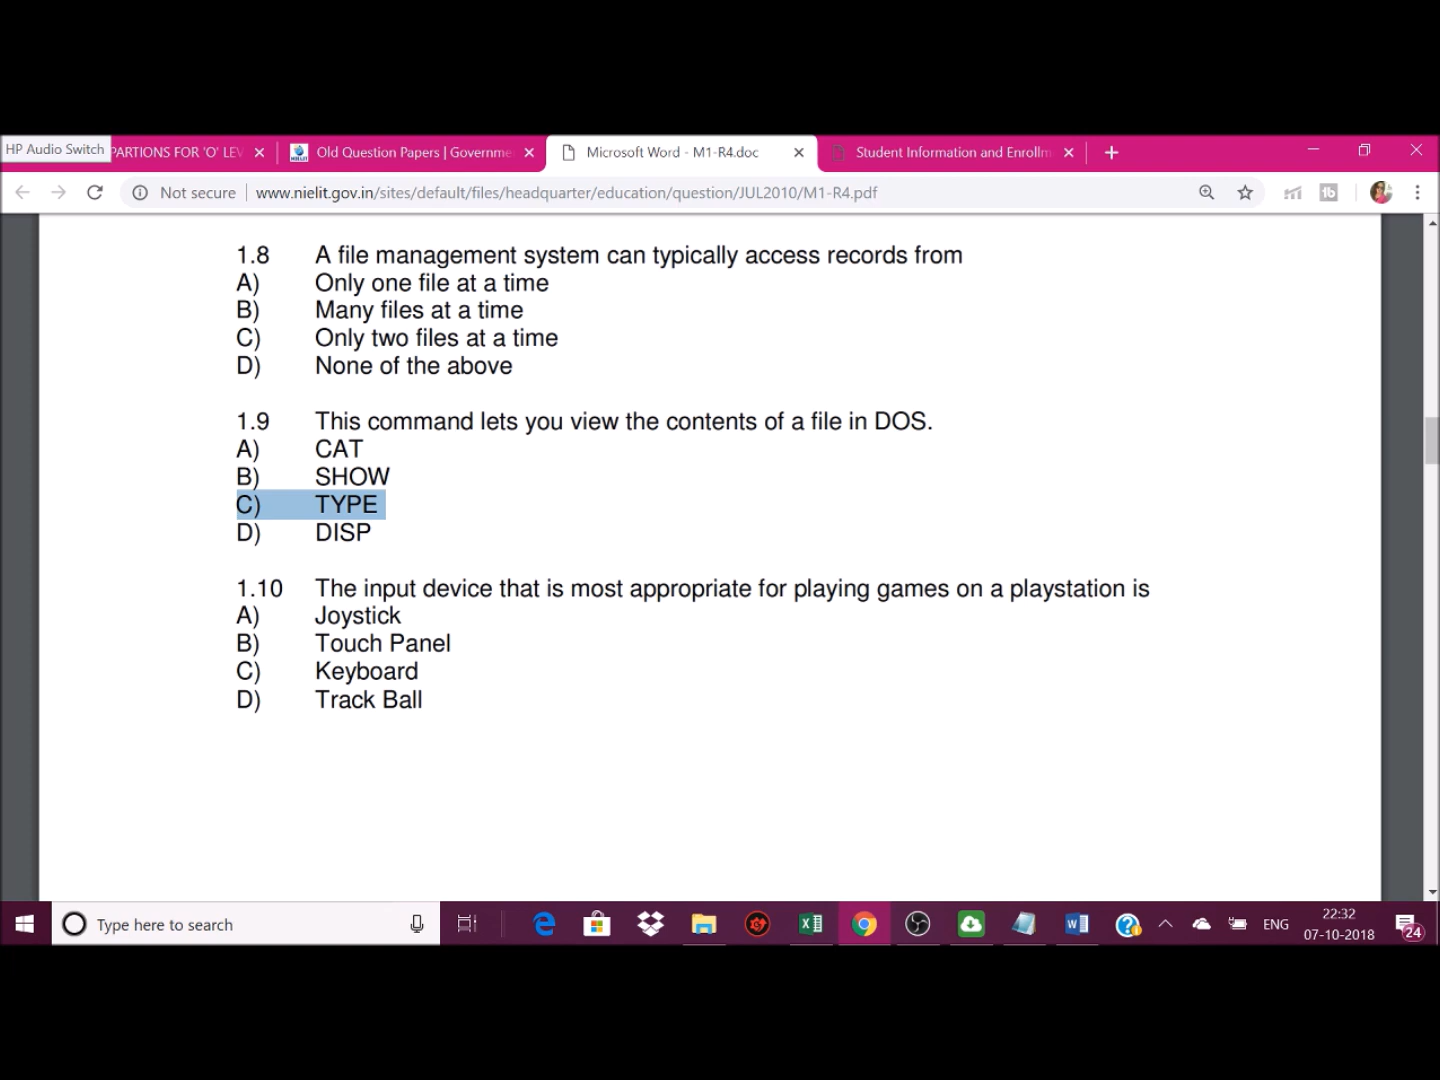 HP Audio Switch
PARTIONS FOR 'O' LEV
Old Question Papers | Governme
Microsoft Word - M1-R4.doc
Student Information and Enrollm
Not secure
www.nielit.gov.in/sites/default/files/headquarter/education/question/JUL2010/M1-R4.pdf
1.8 A file management system can typically access records from
A) Only one file at a time
B) Many files at a time
C) Only two files at a time
D) None of the above
1.9 This command lets you view the contents of a file in DOS.
A) CAT
B) SHOW
C) TYPE
D) DISP
1.10 The input device that is most appropriate for playing games on a playstation is
A) Joystick
B) Touch Panel
C) Keyboard
D) Track Ball
Type here to search
ENG
22:32
07-10-2018
24